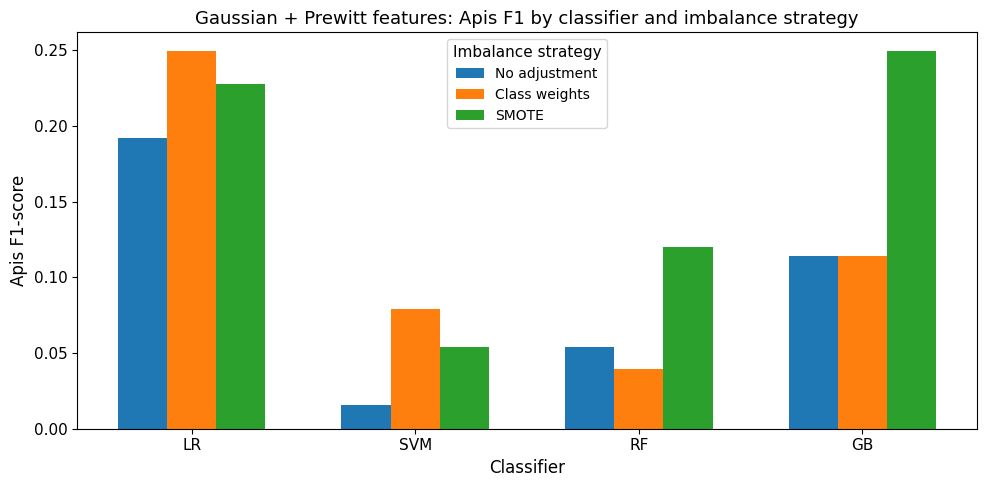 Gaussian + Prewitt features: Apis F1 by classifier and imbalance strategy
Imbalance strategy
No adjustment
Class weights
SMOTE
Apis F1-score
0.25
0.20
0.15
0.10
0.05
0.00
LR
SVM
RF
GB
Classifier